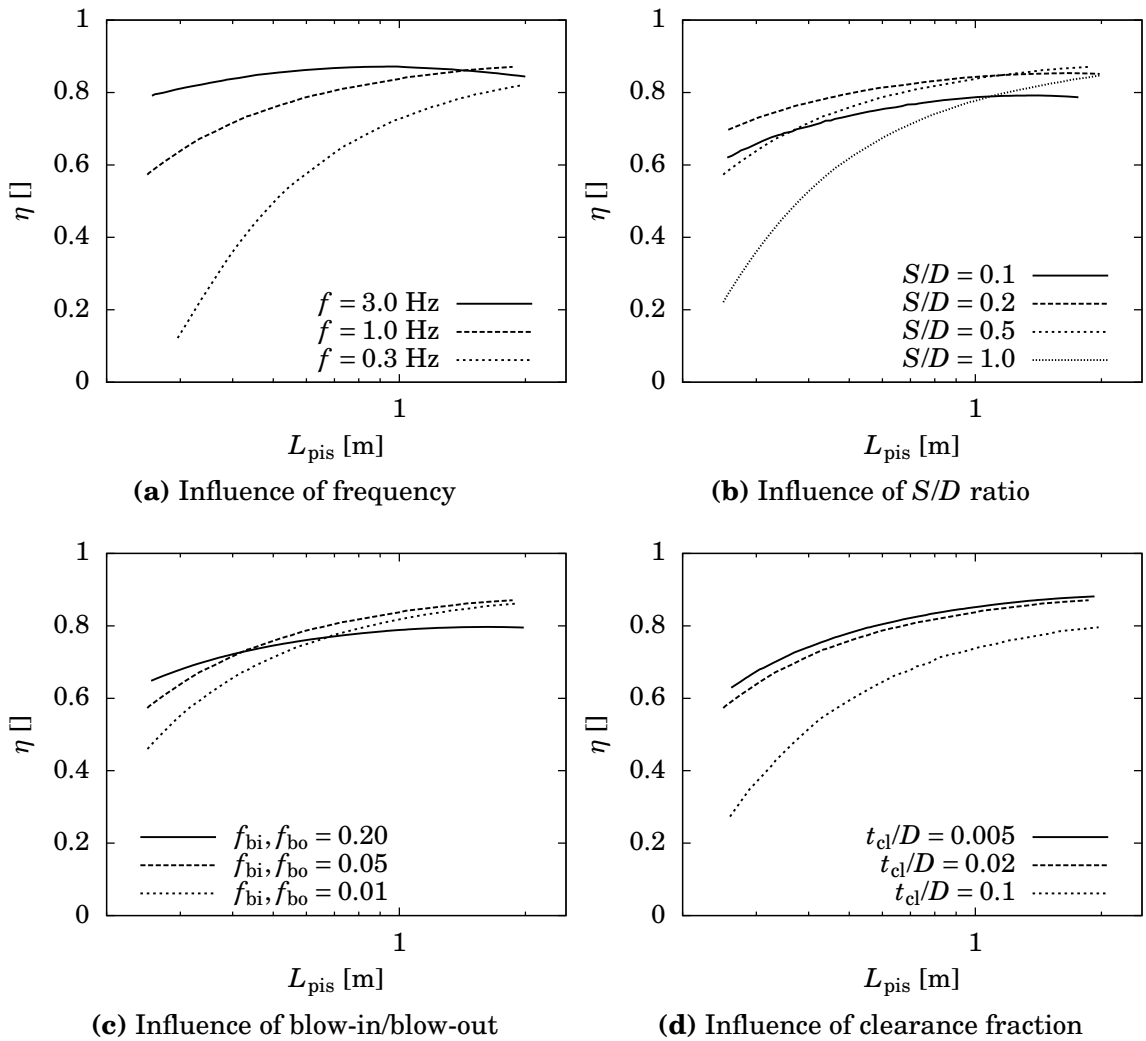 1
0.8
0.6
0.4
0.2
0
η []
f = 3.0 Hz
f = 1.0 Hz
f = 0.3 Hz
1
L_pis [m]
(a) Influence of frequency
1
0.8
0.6
0.4
0.2
0
η []
S/D = 0.1
S/D = 0.2
S/D = 0.5
S/D = 1.0
1
L_pis [m]
(b) Influence of S/D ratio
1
0.8
0.6
0.4
0.2
0
η []
f_bi, f_bo = 0.20
f_bi, f_bo = 0.05
f_bi, f_bo = 0.01
1
L_pis [m]
(c) Influence of blow-in/blow-out
1
0.8
0.6
0.4
0.2
0
η []
t_cl/D = 0.005
t_cl/D = 0.02
t_cl/D = 0.1
1
L_pis [m]
(d) Influence of clearance fraction